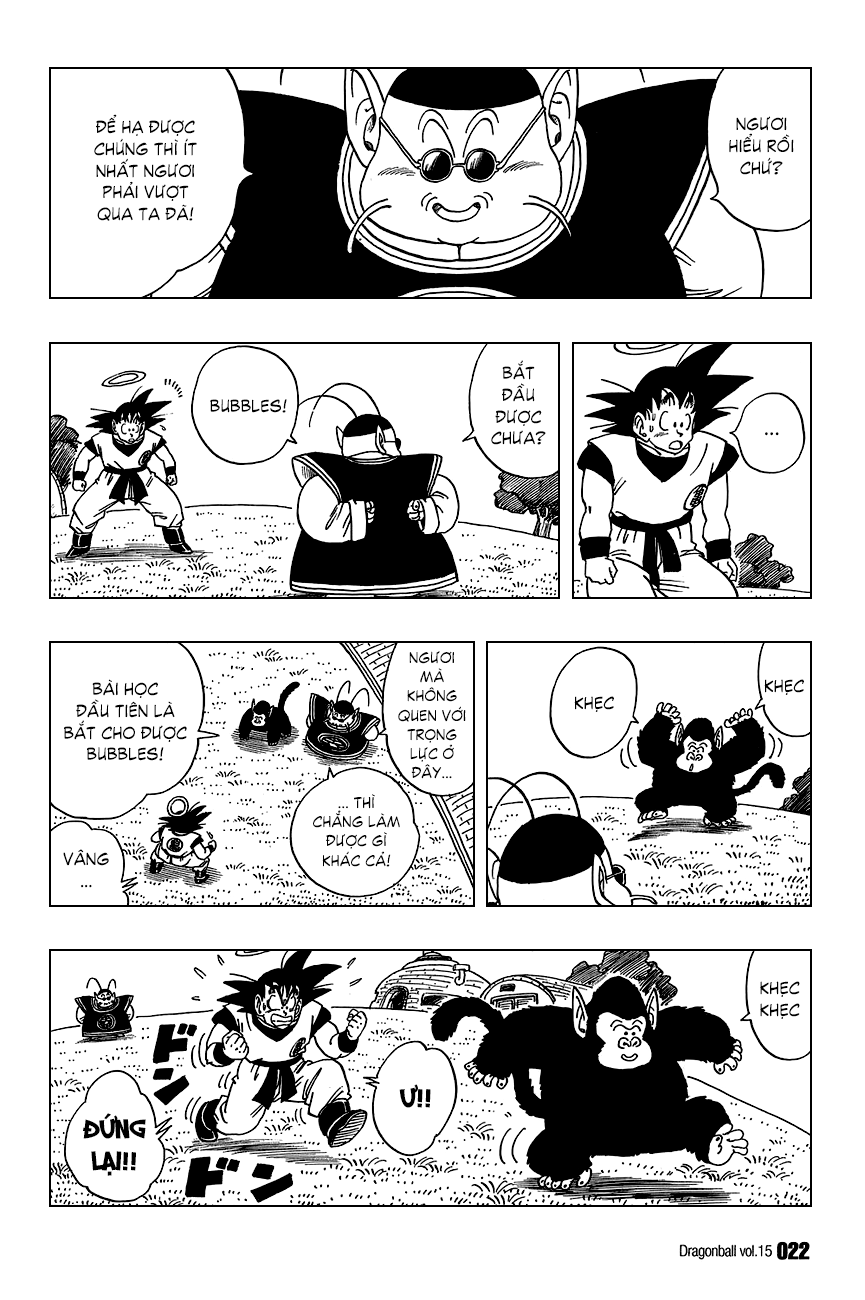 NGƯƠI
HIỂU RỒI
CHỨ?
ĐỂ HẠ ĐƯỢC
CHÚNG THÌ ÍT
NHẤT NGƯƠI
PHẢI VƯỢT
QUA TA ĐÃ!
...
BẮT
ĐẦU
ĐƯỢC
CHƯA?
BUBBLES!
KHẸC
KHẸC
NGƯƠI
MÀ
KHÔNG
QUEN VỚI
TRỌNG
LỰC Ở
ĐÂY...
... THÌ
CHẲNG LÀM
ĐƯỢC GÌ
KHÁC CẢ!
BÀI HỌC
ĐẦU TIÊN LÀ
BẮT CHO ĐƯỢC
BUBBLES!
VÂNG
...
KHẸC
KHẸC
Ư!!
ĐỨNG
LẠI!!
ドン
ドン
Dragonball vol.15 022